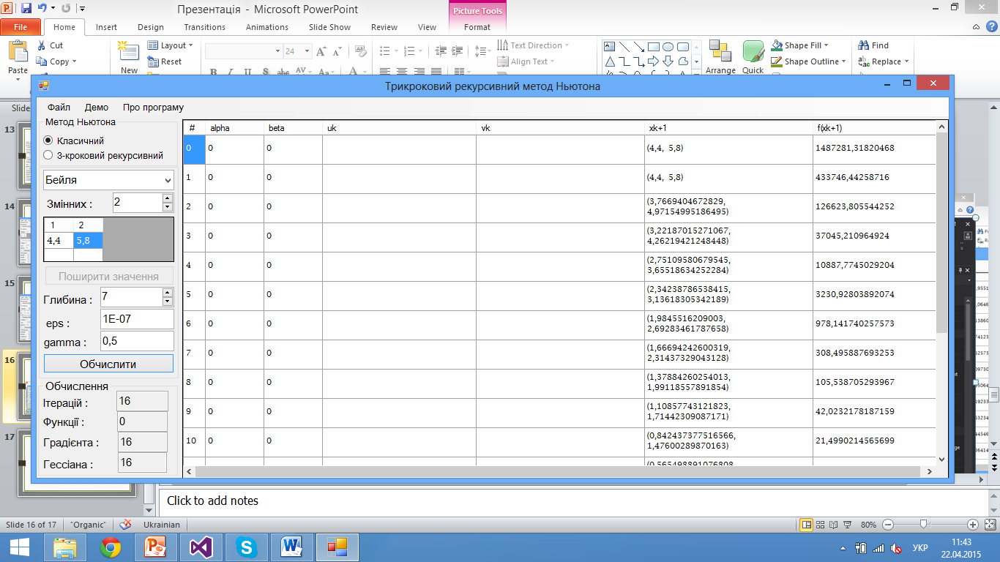 Презентація - Microsoft PowerPoint
Picture Tools
File Home Insert Design Transitions Animations Slide Show Review View Format
Paste
Cut
Copy
New
Layout
Reset
24
Text Direction
Align Text
Arrange
Quick
Shape Fill
Shape Outline
Find
Replace
Трикроковий рекурсивний метод Ньютона
Файл Демо Про програму
Метод Ньютона
Класичний
3-кроковий рекурсивний
Бейля
Змінних : 2
1 2
4,4 5,8
Поширити значення
Глибина : 7
eps : 1E-07
gamma : 0,5
Обчислити
Обчислення
Ітерацій : 16
Функції : 0
Градієнта : 16
Гессіана : 16
# alpha beta uk vk xk+1 f(xk+1)
0 0 0 (4,4, 5,8) 1487281,31820468
1 0 0 (4,4, 5,8) 433746,44258716
2 0 0 (3,7669404672829, 4,97154995186495) 126623,805544252
3 0 0 (3,22187015271067, 4,26219421248448) 37045,210964924
4 0 0 (2,75109580679545, 3,65518634252284) 10887,7745029204
5 0 0 (2,34238786538415, 3,13618305342189) 3230,92803892074
6 0 0 (1,9845516209003, 2,69283461787658) 978,141740257573
7 0 0 (1,66694242600319, 2,31437329043128) 308,495887693253
8 0 0 (1,37884260254013, 1,99118557891854) 105,538705293967
9 0 0 (1,10857743121823, 1,71442309087171) 42,0232178187159
10 0 0 (0,842437377516566, 1,47600289870163) 21,4990214565699
(0,565498891076808,
13
14
15
16
17
Click to add notes
Slide 16 of 17 "Organic" Ukrainian 80%
УКР
11:43
22.04.2015